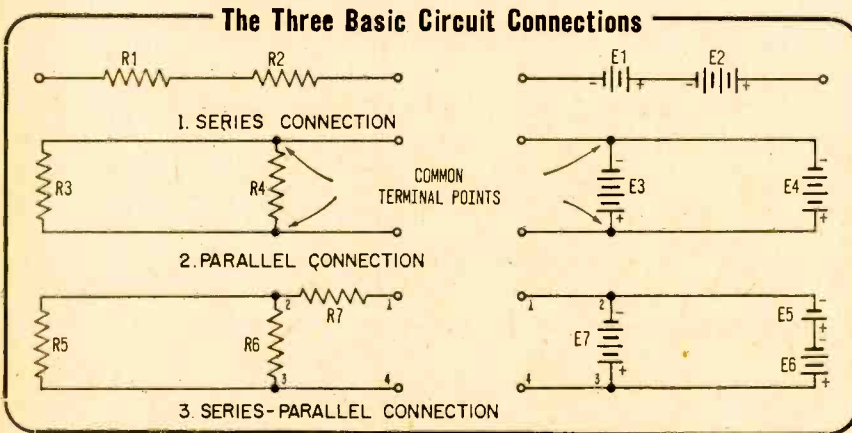 The Three Basic Circuit Connections
R1 R2 E1 E2
- + - +
1. SERIES CONNECTION
R3 R4 COMMON TERMINAL POINTS E3 E4
- + - +
2. PARALLEL CONNECTION
2 R7 1 1 2
R5 R6 E7 E5 E6
- + - + - +
3 4 4 3
3. SERIES-PARALLEL CONNECTION